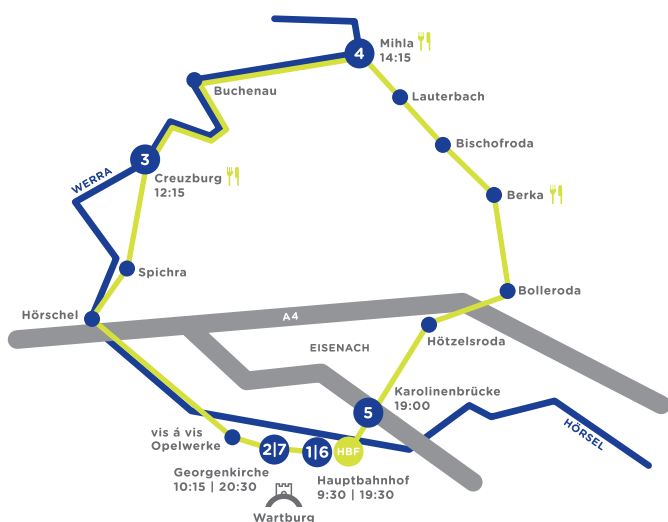 4
Mihla
14:15
Buchenau
Lauterbach
Bischofroda
3
WERRA
Creuzburg
12:15
Berka
Spichra
Bolleroda
Hörschel
A4
Hötzelsroda
EISENACH
Karolinenbrücke
19:00
5
HÖRSEL
vis á vis
Opelwerke
2|7
1|6
HBF
Georgenkirche
10:15 | 20:30
Hauptbahnhof
9:30 | 19:30
Wartburg